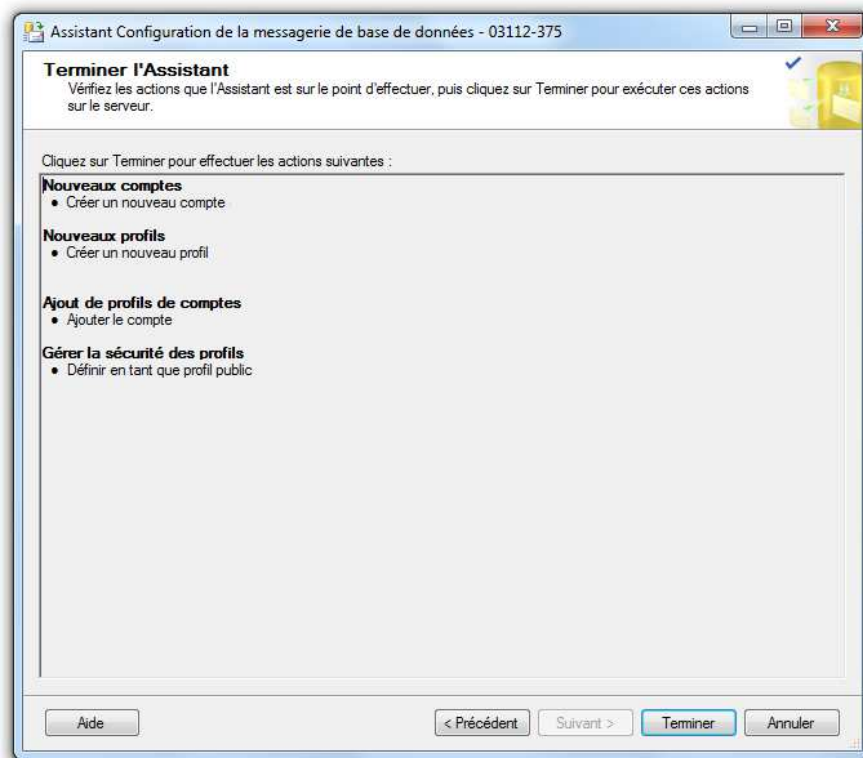 Assistant Configuration de la messagerie de base de données - 03112-375
Terminer l'Assistant
Vérifiez les actions que l'Assistant est sur le point d'effectuer, puis cliquez sur Terminer pour exécuter ces actions
sur le serveur.
Cliquez sur Terminer pour effectuer les actions suivantes :
Nouveaux comptes
• Créer un nouveau compte
Nouveaux profils
• Créer un nouveau profil
Ajout de profils de comptes
• Ajouter le compte
Gérer la sécurité des profils
• Définir en tant que profil public
Aide
< Précédent
Suivant >
Terminer
Annuler